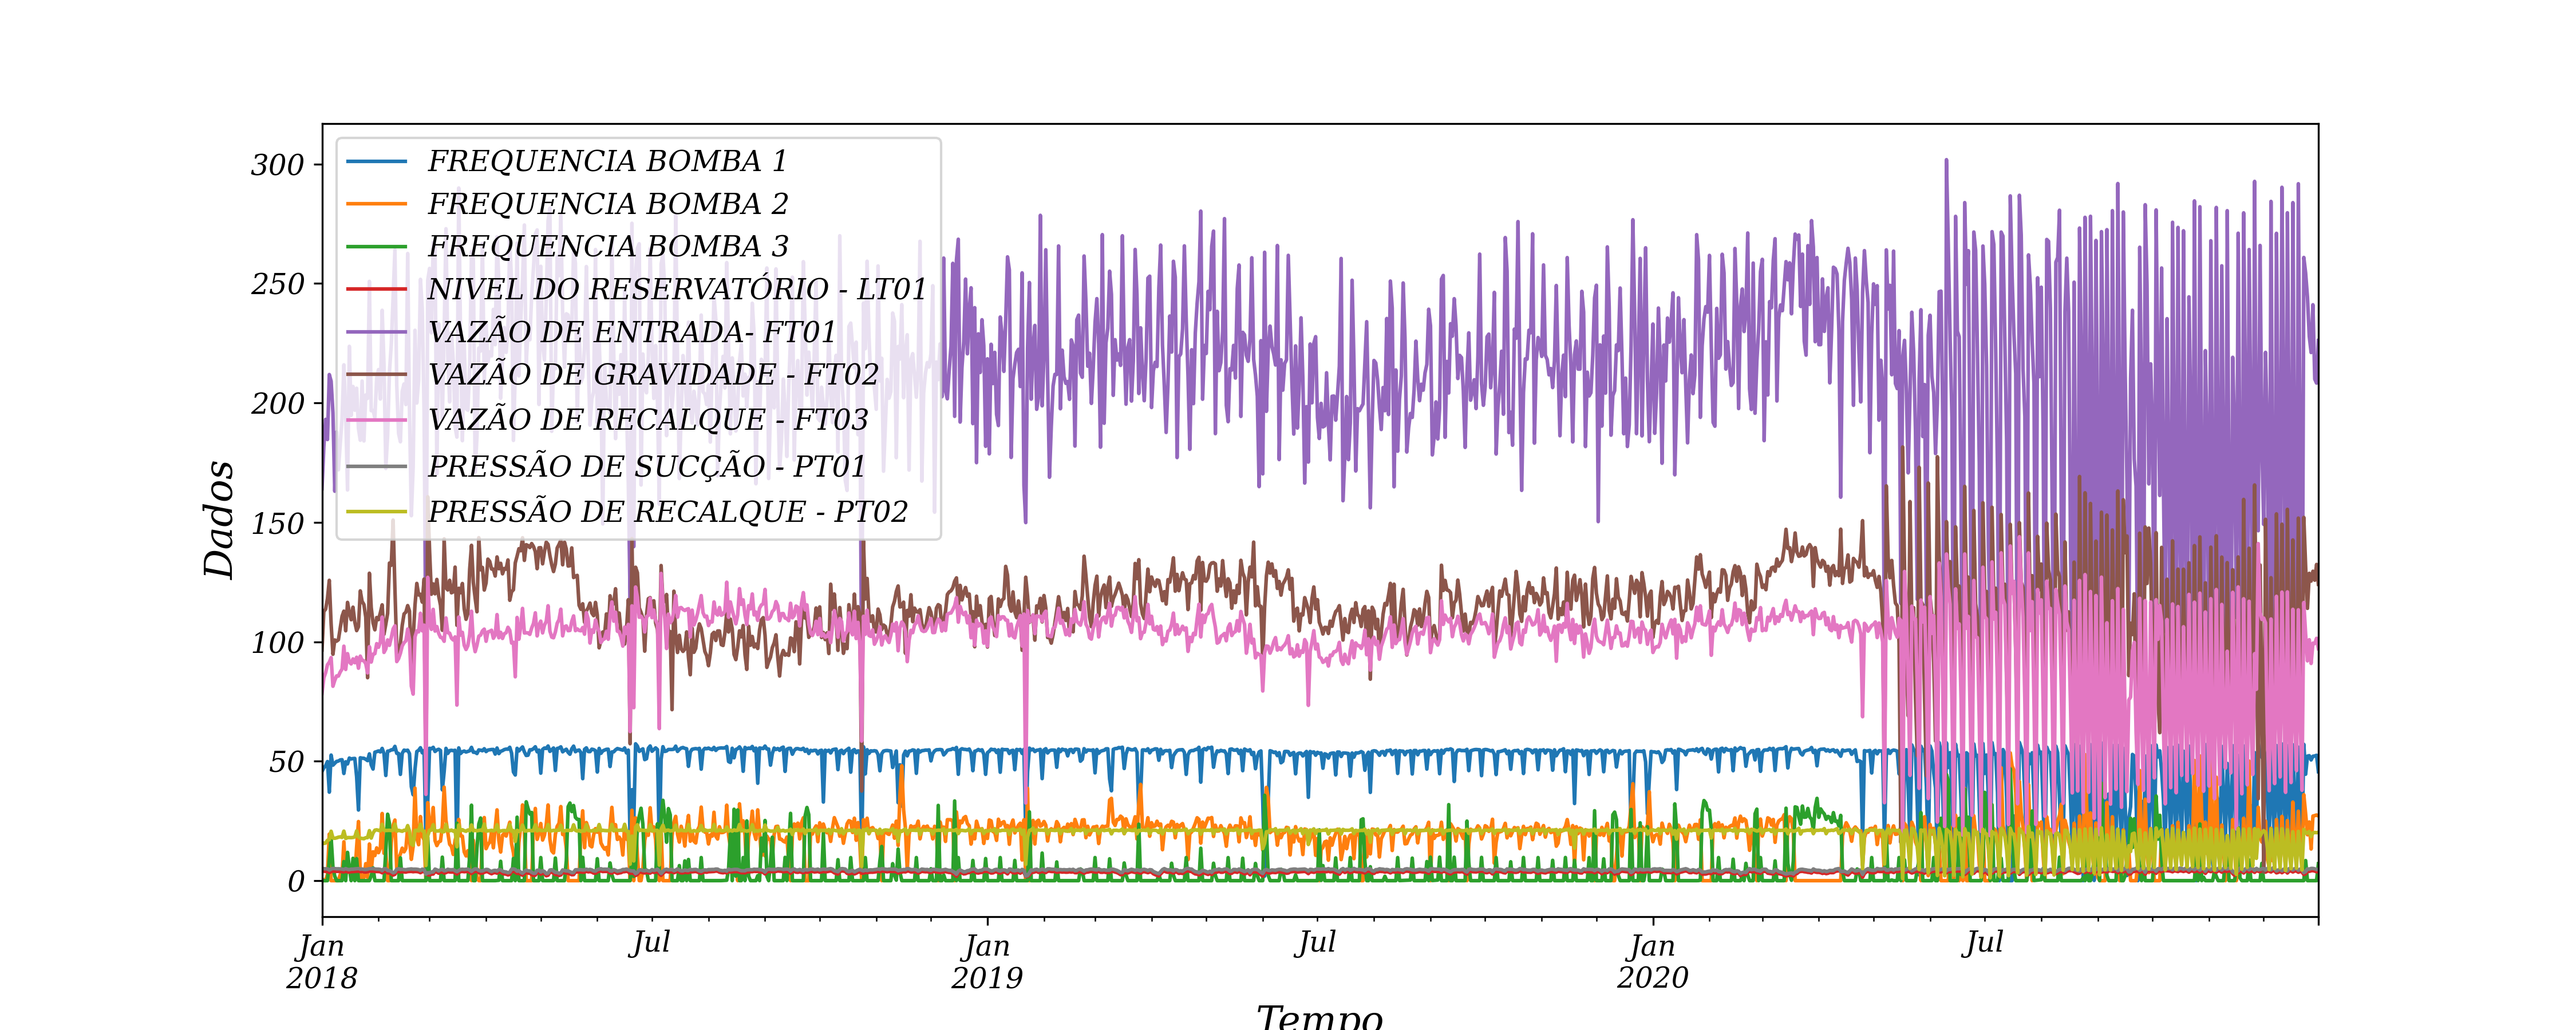 300
250
200
150
100
50
0
Dados
FREQUENCIA BOMBA 1
FREQUENCIA BOMBA 2
FREQUENCIA BOMBA 3
NIVEL DO RESERVATÓRIO - LT01
VAZÃO DE ENTRADA- FT01
VAZÃO DE GRAVIDADE - FT02
VAZÃO DE RECALQUE - FT03
PRESSÃO DE SUCÇÃO - PT01
PRESSÃO DE RECALQUE - PT02
Jan Jul Jan Jul Jan Jul
2018 2019 2020
Tempo